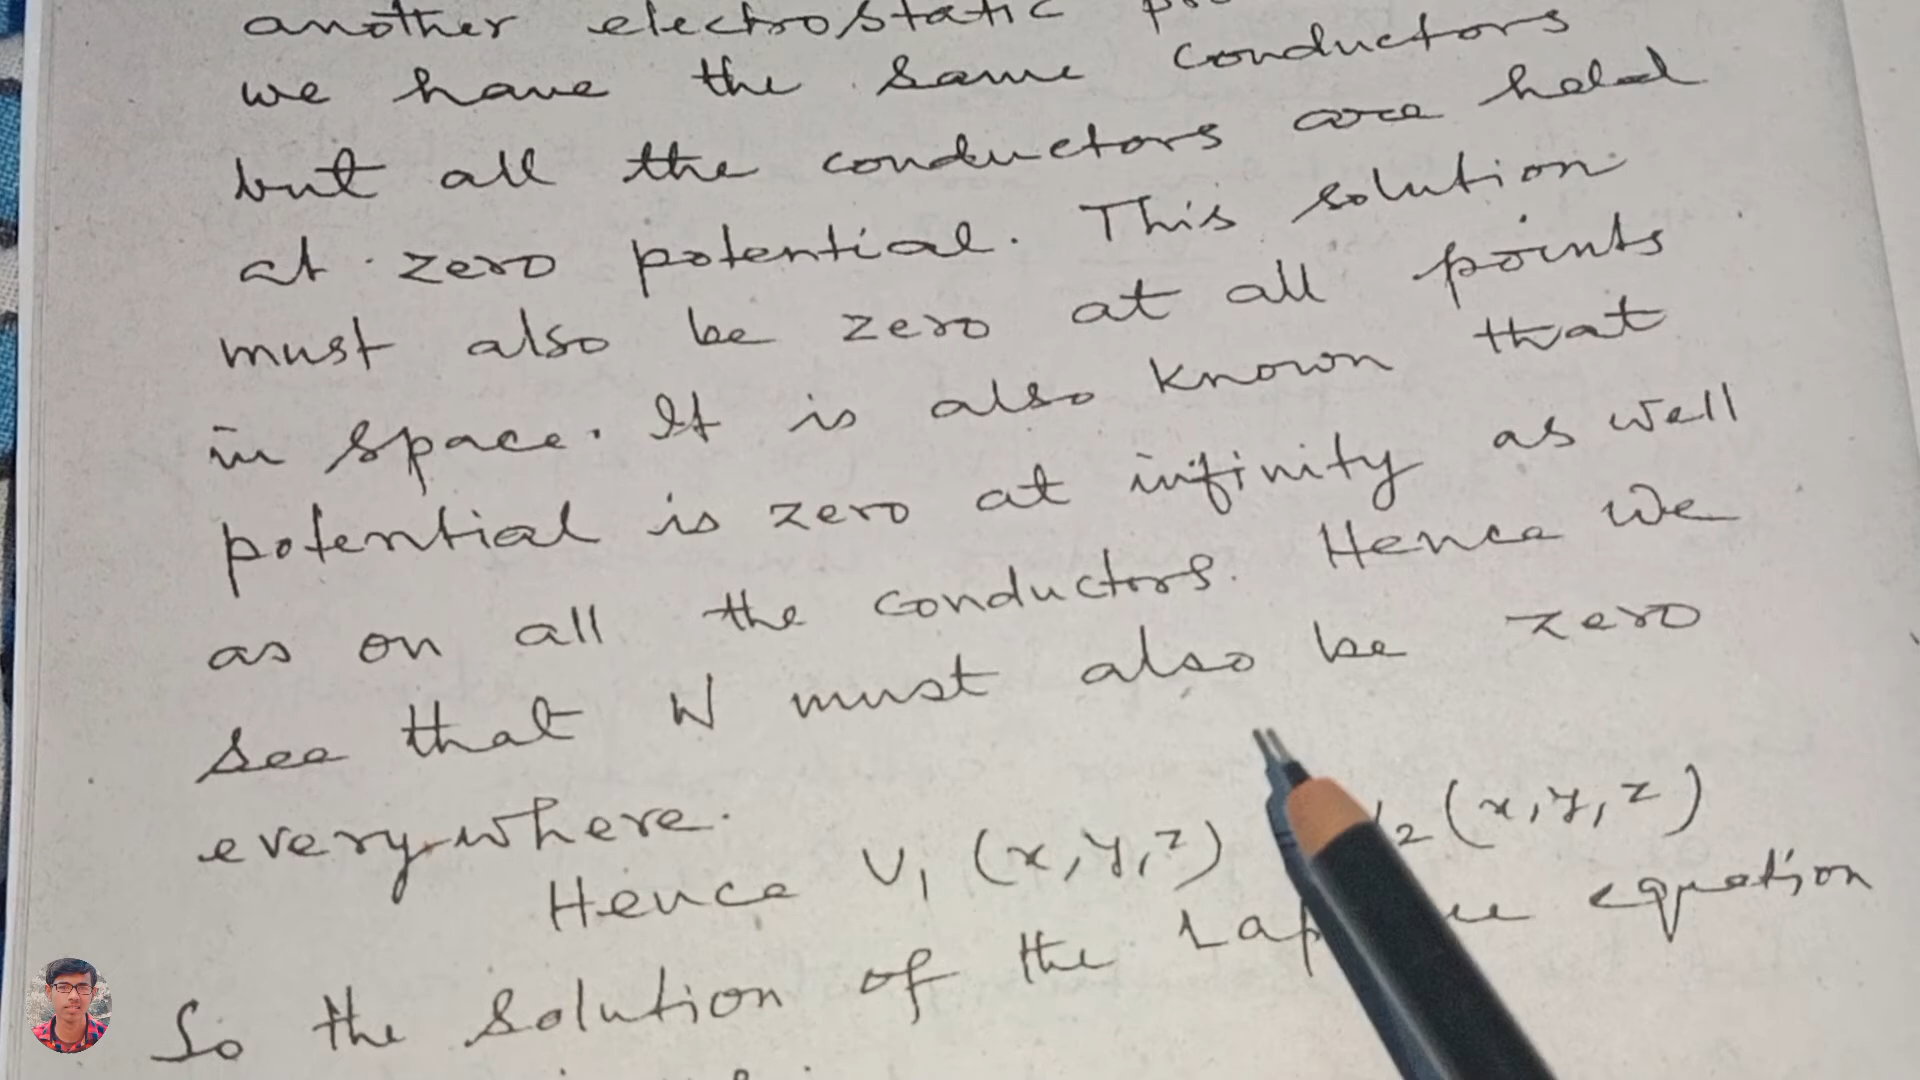 another electrostatic
we have the same conductors
but all the conductors are held
at zero potential. This solution
must also be zero at all points
in space. It is also known that
potential is zero at infinity as well
as on all the conductors. Hence we
see that W must also be zero
everywhere.
Hence V₁ (x,y,z) ₂ (x,y,z)
So the solution of the equation